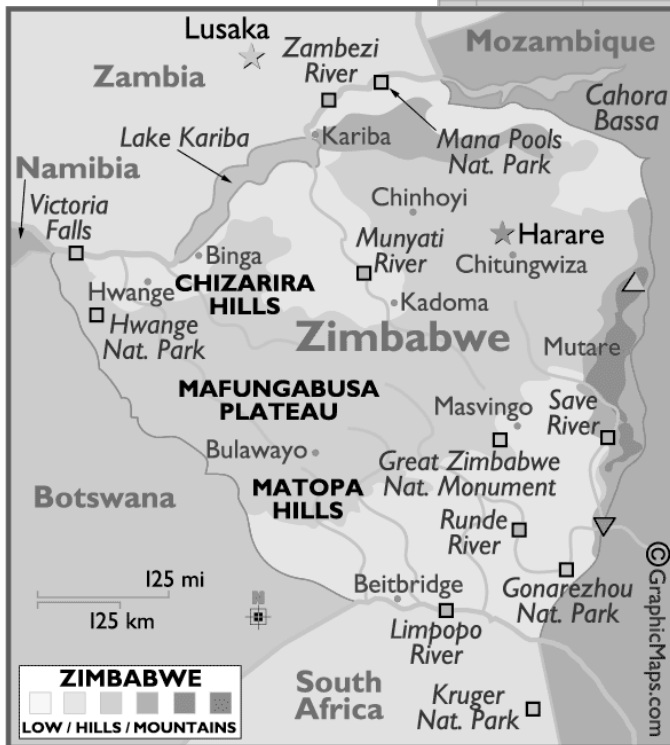 Lusaka
Zambezi
River
Mozambique
Zambia
Cahora
Bassa
Lake Kariba
Kariba
Mana Pools
Nat. Park
Namibia
Victoria
Falls
Chinhoyi
Harare
Munyati
River
Chitungwiza
Binga
CHIZARIRA
HILLS
Hwange
Hwange
Nat. Park
Kadoma
Zimbabwe
Mutare
MAFUNGABUSA
PLATEAU
Masvingo
Save
River
Bulawayo
Great Zimbabwe
Nat. Monument
MATOPA
HILLS
Botswana
Runde
River
125 mi
125 km
N
Beitbridge
Gonarezhou
Nat. Park
Limpopo
River
South
Africa
Kruger
Nat. Park
ZIMBABWE
LOW / HILLS / MOUNTAINS
©GraphicMaps.com